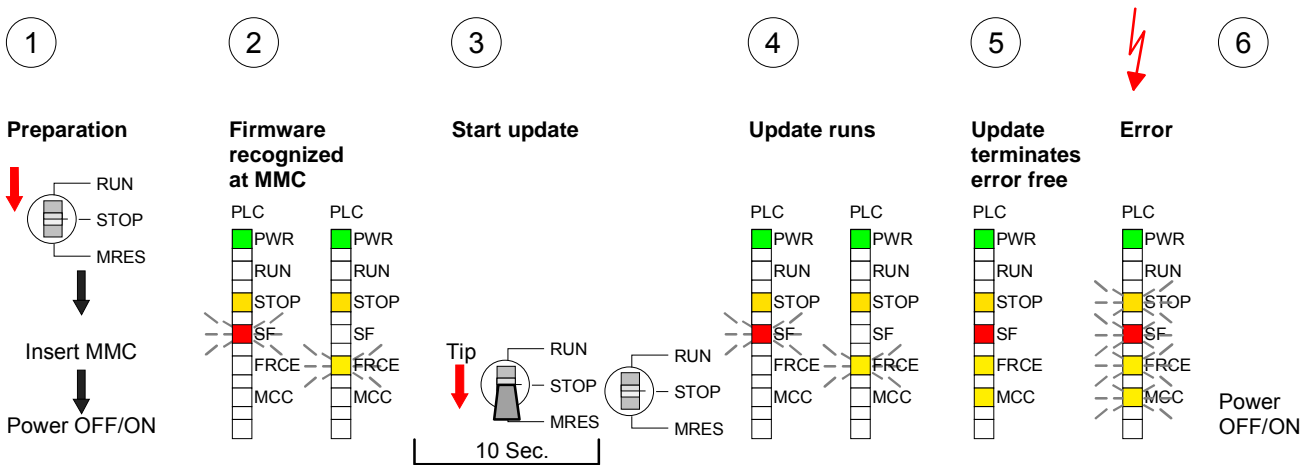 1
2
3
4
5
6
Preparation
Firmware
recognized
at MMC
Start update
Update runs
Update
terminates
error free
Error
RUN
STOP
MRES
Insert MMC
Power OFF/ON
PLC
PWR
RUN
STOP
SF
FRCE
MCC
PLC
PWR
RUN
STOP
SF
FRCE
MCC
Tip
RUN
STOP
MRES
10 Sec.
RUN
STOP
MRES
PLC
PWR
RUN
STOP
SF
FRCE
MCC
PLC
PWR
RUN
STOP
SF
FRCE
MCC
PLC
PWR
RUN
STOP
SF
FRCE
MCC
PLC
PWR
RUN
STOP
SF
FRCE
MCC
Power
OFF/ON